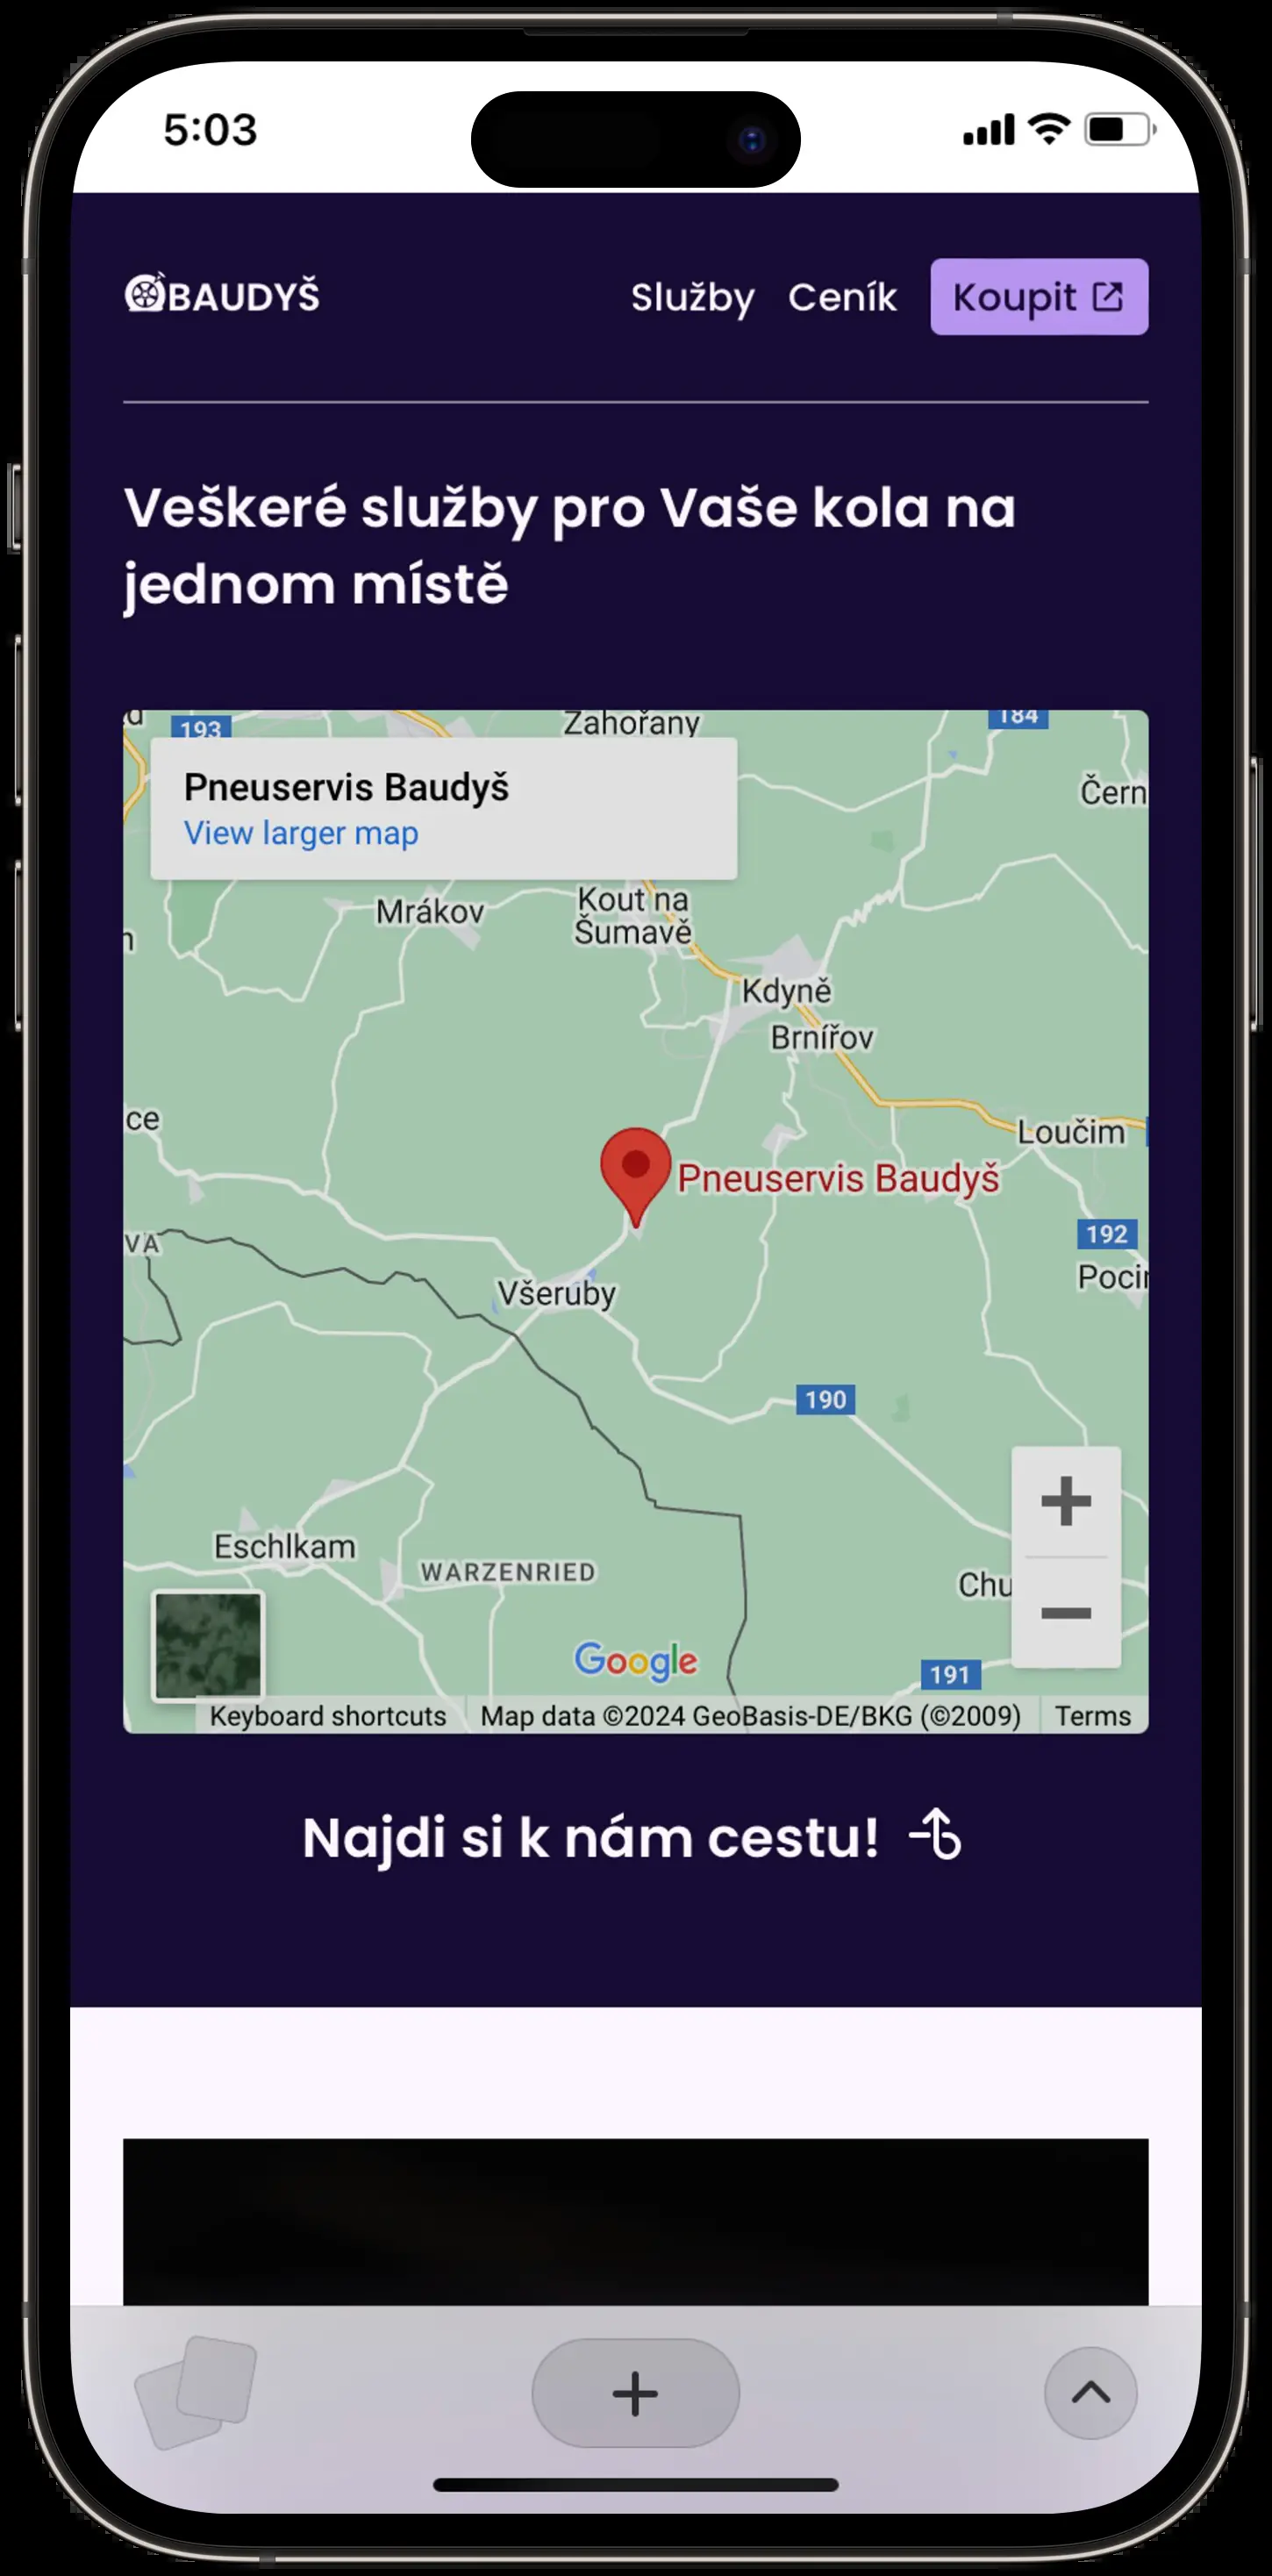 5:03
BAUDYŠ
Služby Ceník Koupit
Veškeré služby pro Vaše kola na
jednom místě
193
Zahořany
184
Pneuservis Baudyš
View larger map
Čern
Mrákov
Kout na
Šumavě
Kdyně
Brnířov
ce
Loučim
Pneuservis Baudyš
192
VA
Pocin
Všeruby
190
Eschlkam
WARZENRIED
Chu
Google
191
Keyboard shortcuts
Map data ©2024 GeoBasis-DE/BKG (©2009)
Terms
Najdi si k nám cestu!